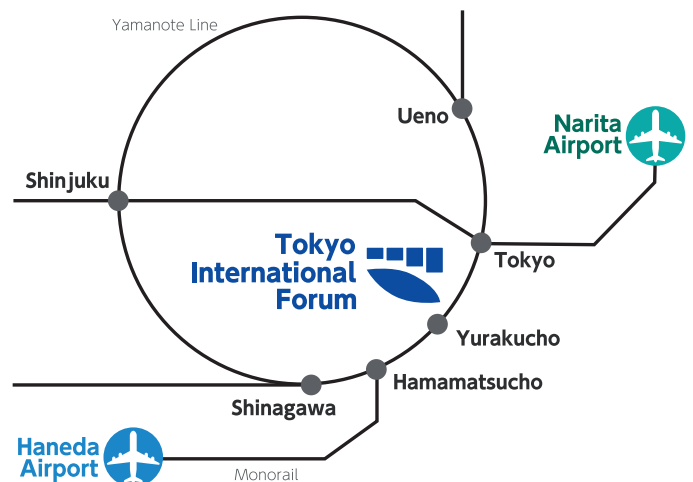 Yamanote Line
Ueno
Narita
Airport
Shinjuku
Tokyo
International
Forum
Tokyo
Yurakucho
Hamamatsucho
Shinagawa
Haneda
Airport
Monorail